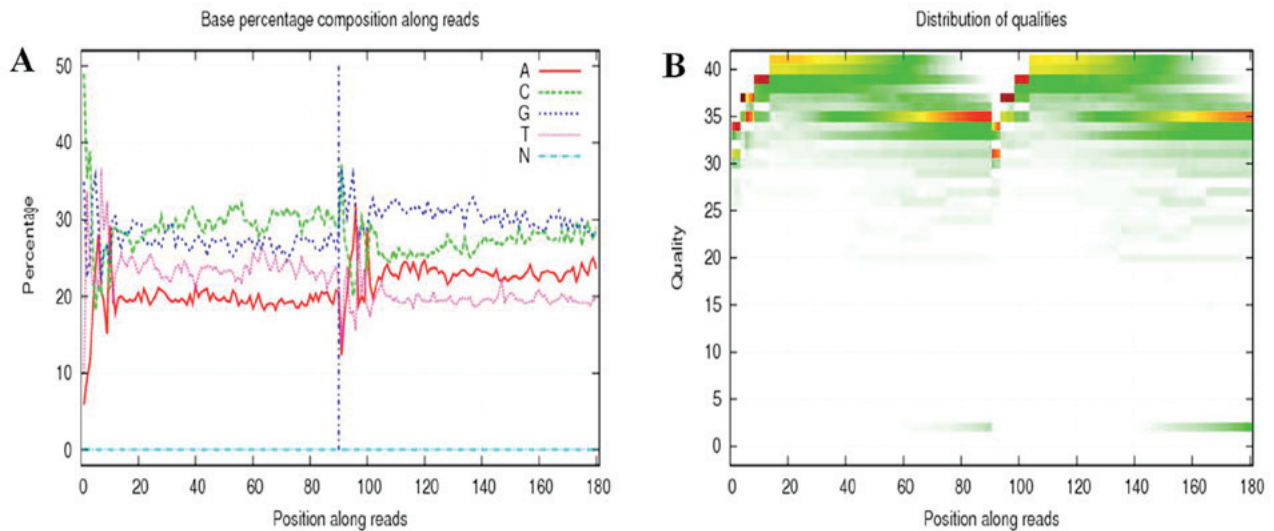 Base percentage composition along reads
A
50
40
30
20
10
0
Percentage
A
C
G
T
N
0 20 40 60 80 100 120 140 160 180
Position along reads
Distribution of qualities
B
40
35
30
25
20
15
10
5
0
Quality
0 20 40 60 80 100 120 140 160 180
Position along reads